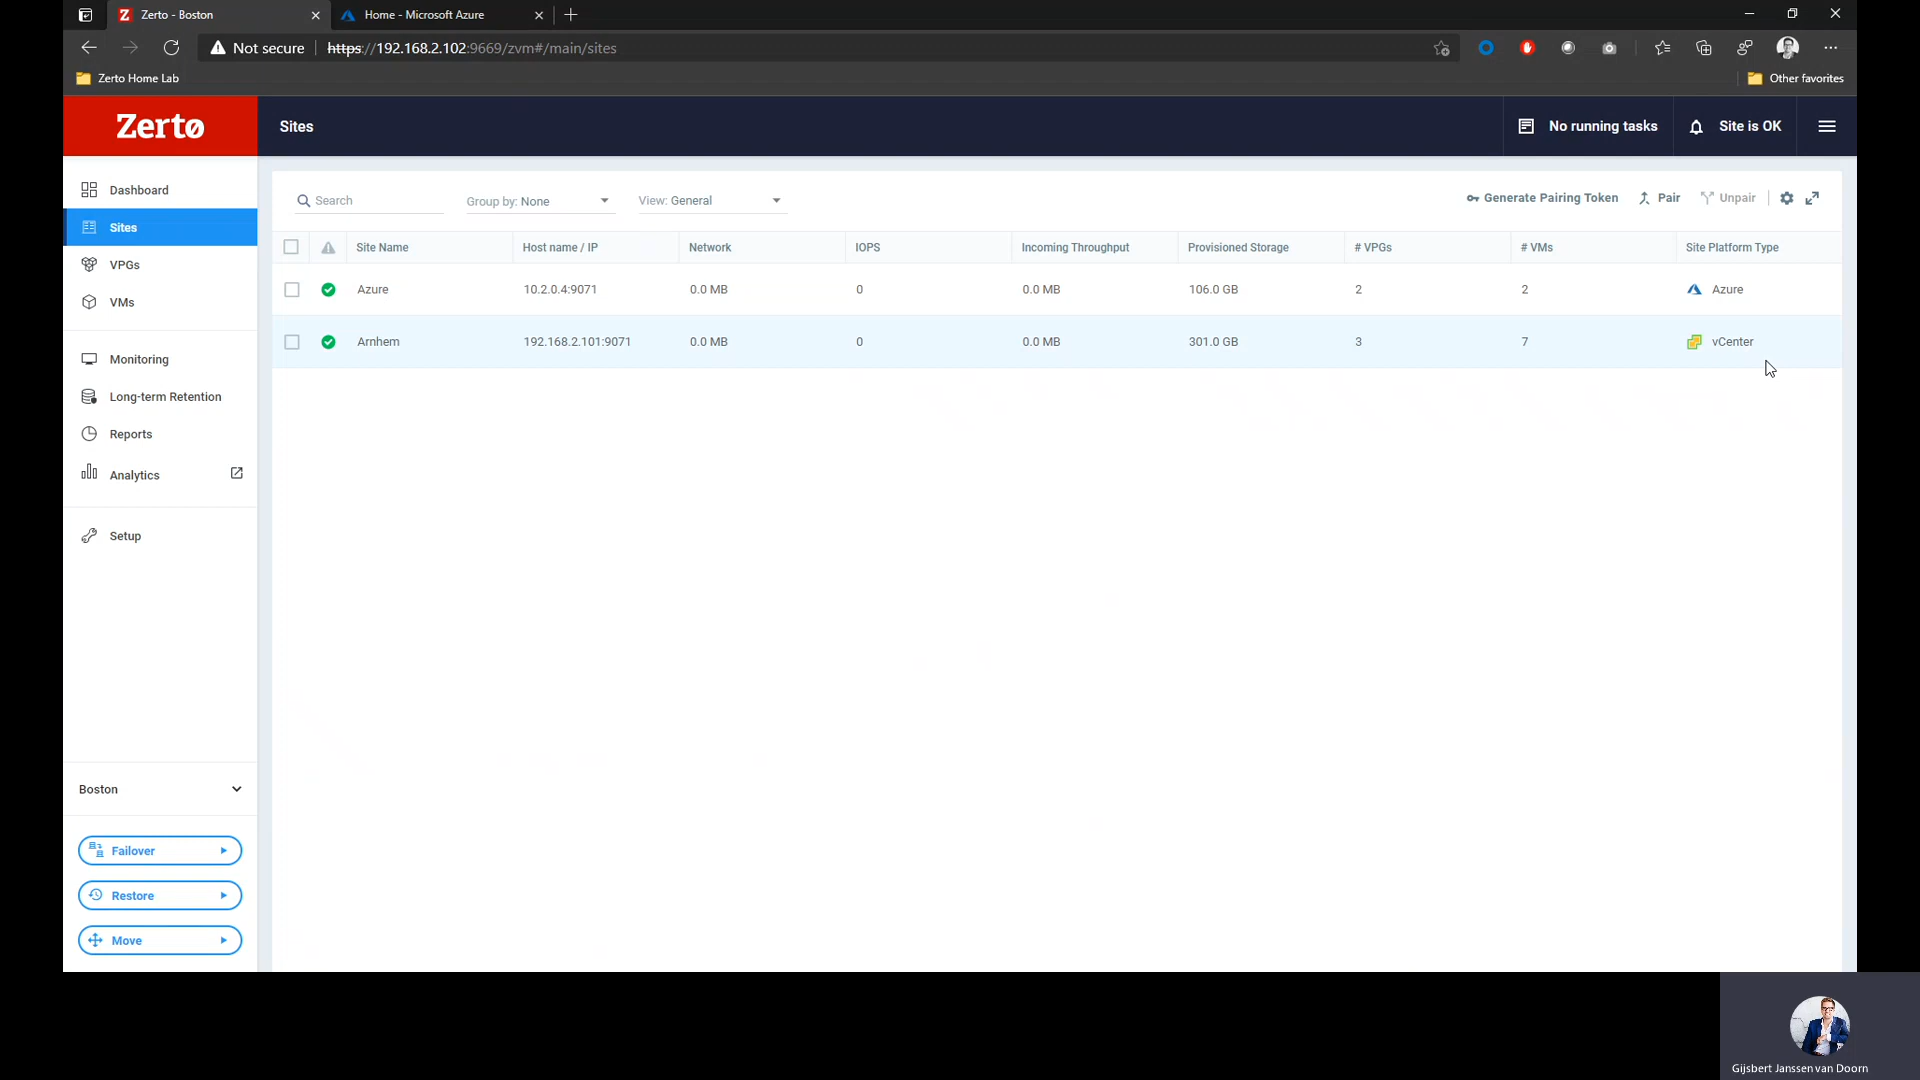 Zerto - Boston
Home - Microsoft Azure
Not secure
https://192.168.2.102:9669/zvm#/main/sites
Zerto Home Lab
Other favorites
Zertø
Sites
No running tasks
Site is OK
Dashboard
Sites
VPGs
VMs
Monitoring
Long-term Retention
Reports
Analytics
Setup
Boston
Failover
Restore
Move
Search
Group by: None
View: General
Generate Pairing Token
Pair
Unpair
Site Name Host name / IP Network IOPS Incoming Throughput Provisioned Storage # VPGs # VMs Site Platform Type
Azure 10.2.0.4:9071 0.0 MB 0 0.0 MB 106.0 GB 2 2 Azure
Arnhem 192.168.2.101:9071 0.0 MB 0 0.0 MB 301.0 GB 3 7 vCenter
Gijsbert Janssen van Doorn